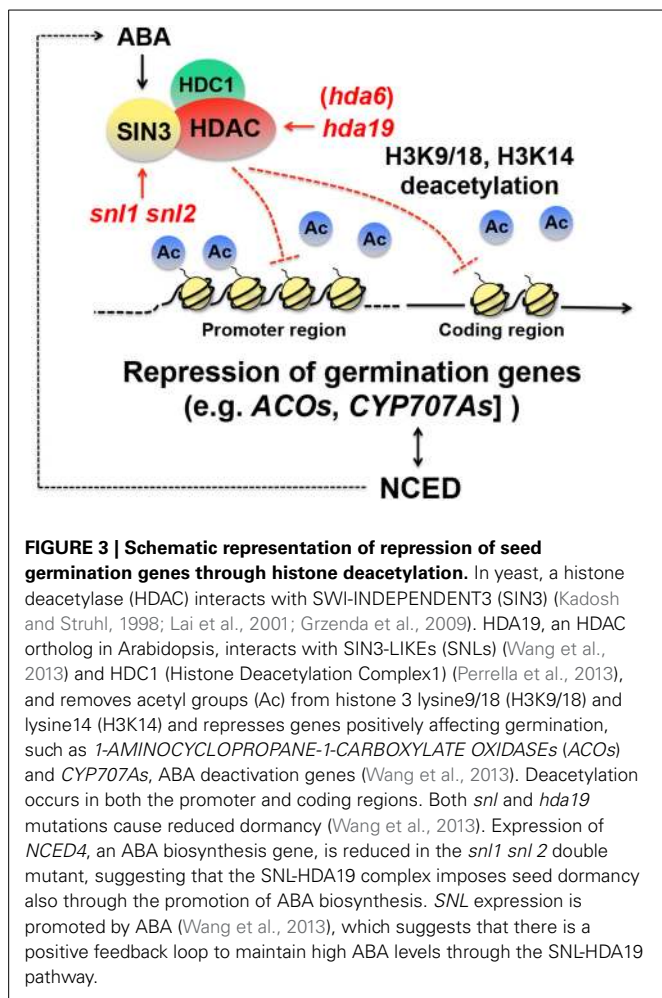 ABA
HDC1
SIN3
HDAC
(hda6)
hda19
snl1 snl2
H3K9/18, H3K14
deacetylation
Ac
Ac
Ac
Ac
Ac
Ac
Promoter region
Coding region
Repression of germination genes
(e.g. ACOs, CYP707As] )
NCED
FIGURE 3 | Schematic representation of repression of seed
germination genes through histone deacetylation. In yeast, a histone
deacetylase (HDAC) interacts with SWI-INDEPENDENT3 (SIN3) (Kadosh
and Struhl, 1998; Lai et al., 2001; Grzenda et al., 2009). HDA19, an HDAC
ortholog in Arabidopsis, interacts with SIN3-LIKEs (SNLs) (Wang et al.,
2013) and HDC1 (Histone Deacetylation Complex1) (Perrella et al., 2013),
and removes acetyl groups (Ac) from histone 3 lysine9/18 (H3K9/18) and
lysine14 (H3K14) and represses genes positively affecting germination,
such as 1-AMINOCYCLOPROPANE-1-CARBOXYLATE OXIDASEs (ACOs)
and CYP707As, ABA deactivation genes (Wang et al., 2013). Deacetylation
occurs in both the promoter and coding regions. Both snl and hda19
mutations cause reduced dormancy (Wang et al., 2013). Expression of
NCED4, an ABA biosynthesis gene, is reduced in the snl1 snl 2 double
mutant, suggesting that the SNL-HDA19 complex imposes seed dormancy
also through the promotion of ABA biosynthesis. SNL expression is
promoted by ABA (Wang et al., 2013), which suggests that there is a
positive feedback loop to maintain high ABA levels through the SNL-HDA19
pathway.